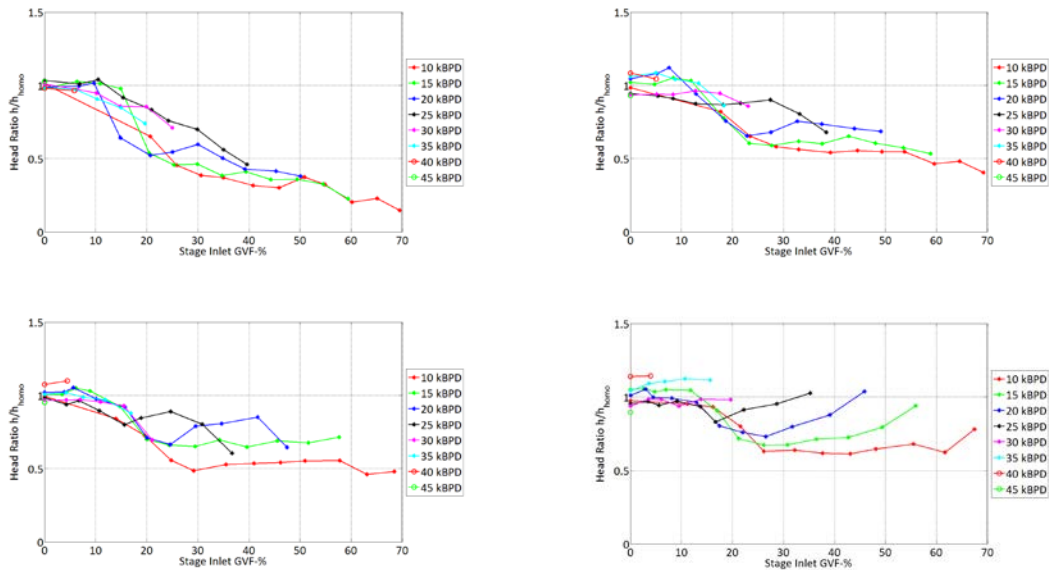 1.5
1
0.5
0
0 10 20 30 40 50 60 70
Head Ratio h/h_homo
Stage Inlet GVF-%
10 kBPD
15 kBPD
20 kBPD
25 kBPD
30 kBPD
35 kBPD
40 kBPD
45 kBPD
1.5
1
0.5
0
0 10 20 30 40 50 60 70
Head Ratio h/h_homo
Stage Inlet GVF-%
10 kBPD
15 kBPD
20 kBPD
25 kBPD
30 kBPD
35 kBPD
40 kBPD
45 kBPD
1.5
1
0.5
0
0 10 20 30 40 50 60 70
Head Ratio h/h_homo
Stage Inlet GVF-%
10 kBPD
15 kBPD
20 kBPD
25 kBPD
30 kBPD
35 kBPD
40 kBPD
45 kBPD
1.5
1
0.5
0
0 10 20 30 40 50 60 70
Head Ratio h/h_homo
Stage Inlet GVF-%
10 kBPD
15 kBPD
20 kBPD
25 kBPD
30 kBPD
35 kBPD
40 kBPD
45 kBPD